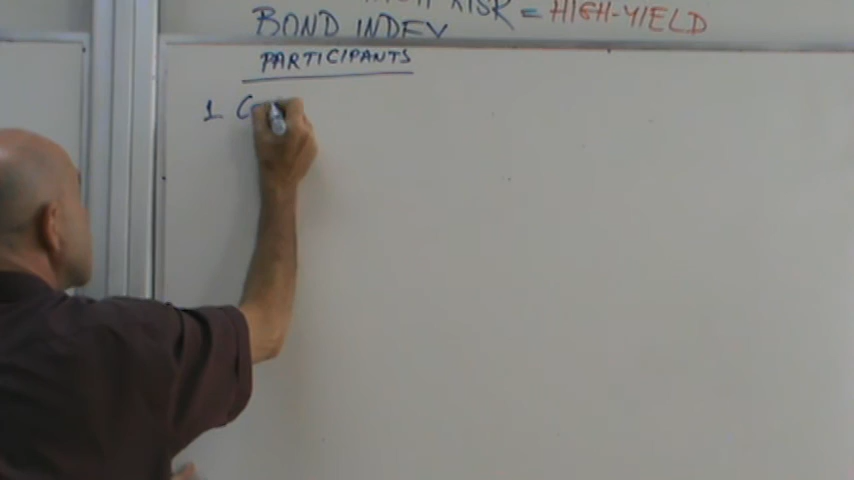 RISK = HIGH-YIELD
BOND INDEX
PARTICIPANTS
1 C